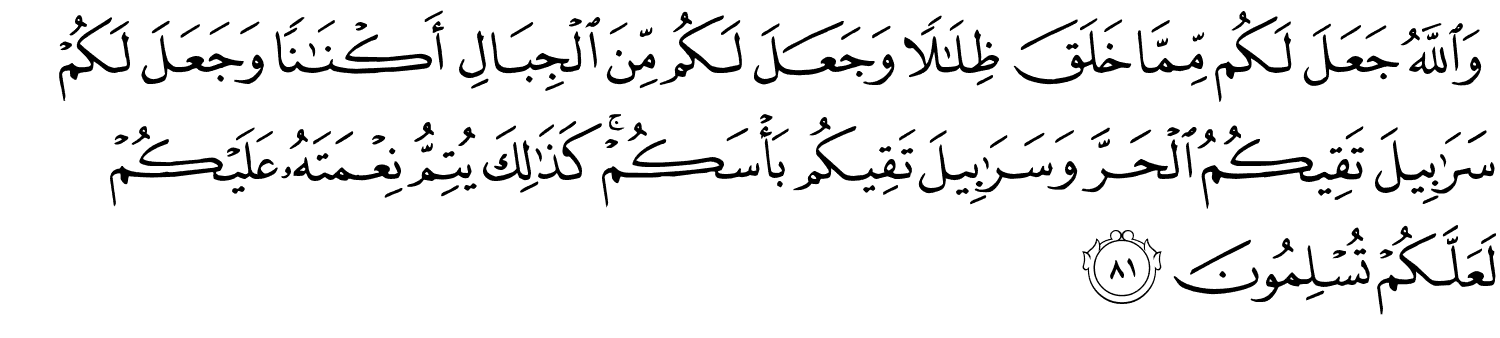 وَٱللَّهُ جَعَلَ لَكُم مِّمَّا خَلَقَ ظِلَٰلًا وَجَعَلَ لَكُم مِّنَ ٱلْجِبَالِ أَكْنَٰنًا وَجَعَلَ لَكُمْ
سَرَٰبِيلَ تَقِيكُمُ ٱلْحَرَّ وَسَرَٰبِيلَ تَقِيكُم بَأْسَكُمْ ۚ كَذَٰلِكَ يُتِمُّ نِعْمَتَهُۥ عَلَيْكُمْ
لَعَلَّكُمْ تُسْلِمُونَ ٨١